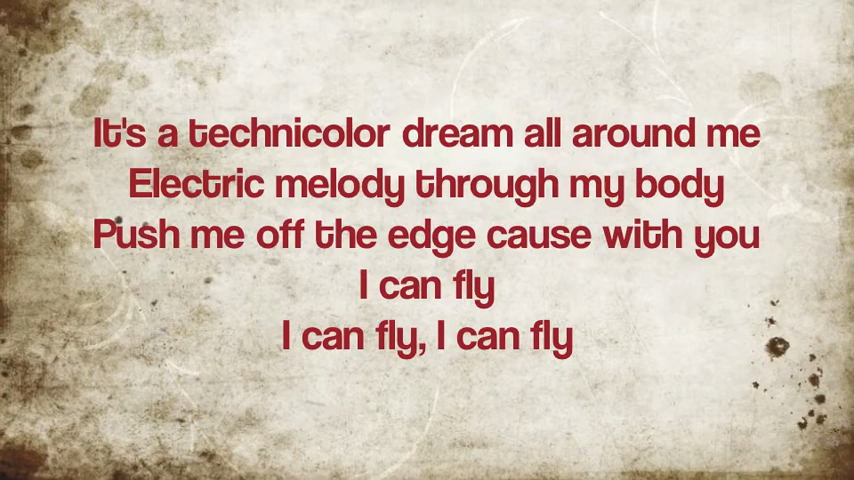 It's a technicolor dream all around me
Electric melody through my body
Push me off the edge cause with you
I can fly
I can fly, I can fly